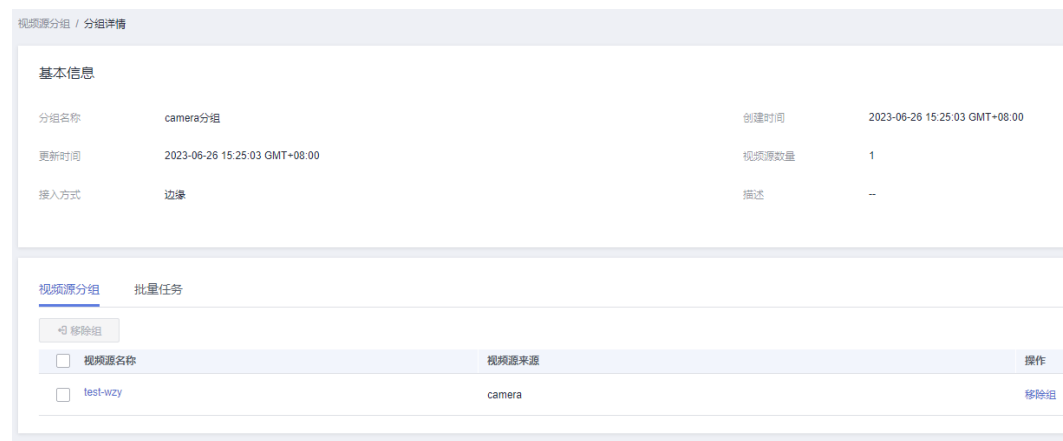 视频源分组 / 分组详情
基本信息
分组名称 camera分组 创建时间 2023-06-26 15:25:03 GMT+08:00
更新时间 2023-06-26 15:25:03 GMT+08:00 视频源数量 1
接入方式 边缘 描述 --
视频源分组 批量任务
移除组
视频源名称 视频源来源 操作
test-wzy camera 移除组